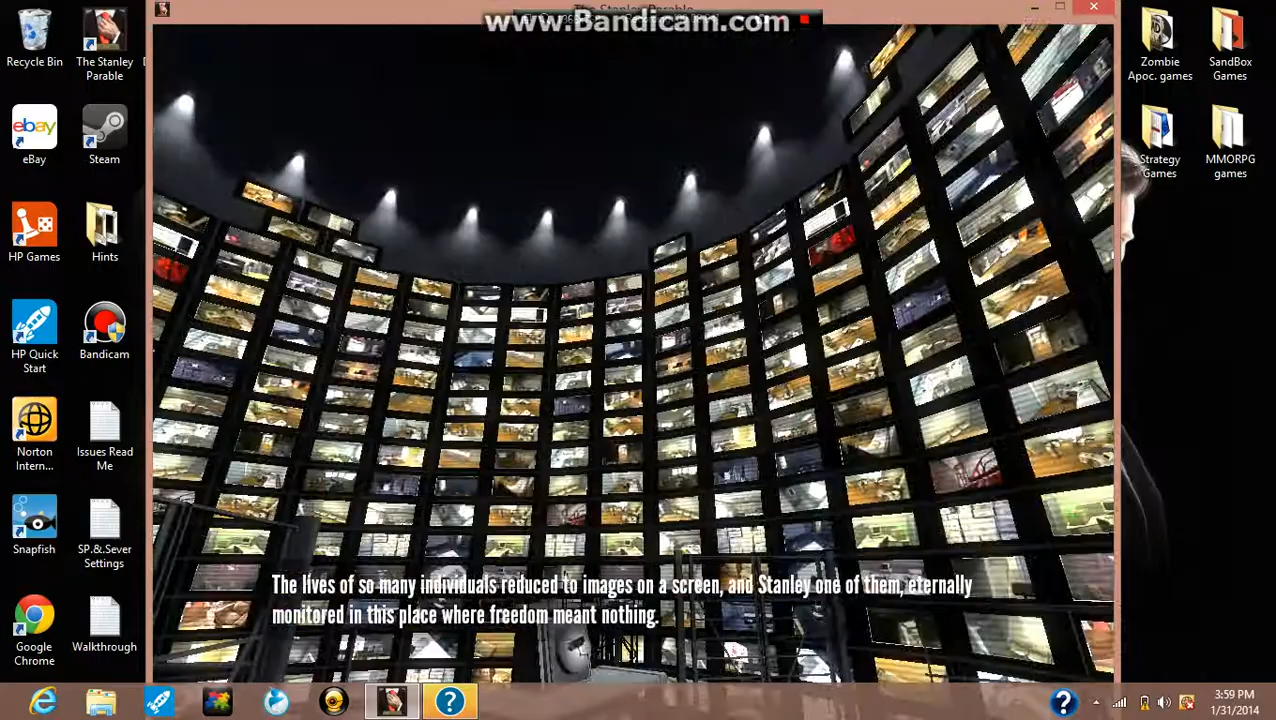 The Stanley Parable
www.Bandicam.com
Recycle Bin
The Stanley
Parable
eBay
Steam
HP Games
Hints
HP Quick
Start
Bandicam
Norton
Intern...
Issues Read
Me
Snapfish
SP.&.Sever
Settings
Google
Chrome
Walkthrough
Zombie
Apoc. games
SandBox
Games
Strategy
Games
MMORPG
games
The lives of so many individuals reduced to images on a screen, and Stanley one of them, eternally
monitored in this place where freedom meant nothing.
3:59 PM
1/31/2014